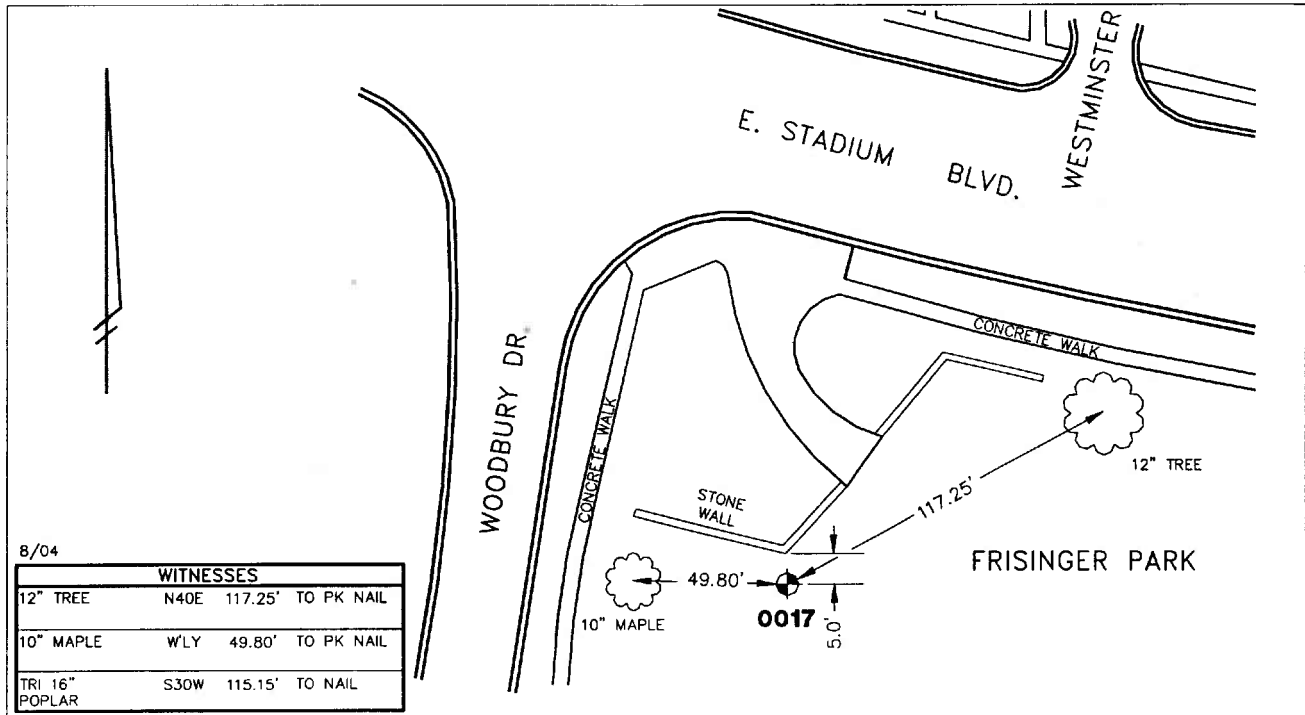 WESTMINSTER
E. STADIUM BLVD.
CONCRETE WALK
WOODBURY DR.
CONCRETE WALK
12" TREE
117.25'
STONE
WALL
FRISINGER PARK
49.80'
10" MAPLE
0017
5.0'
8/04
WITNESSES
12" TREE N40E 117.25' TO PK NAIL
10" MAPLE W'LY 49.80' TO PK NAIL
TRI 16" S30W 115.15' TO NAIL
POPLAR